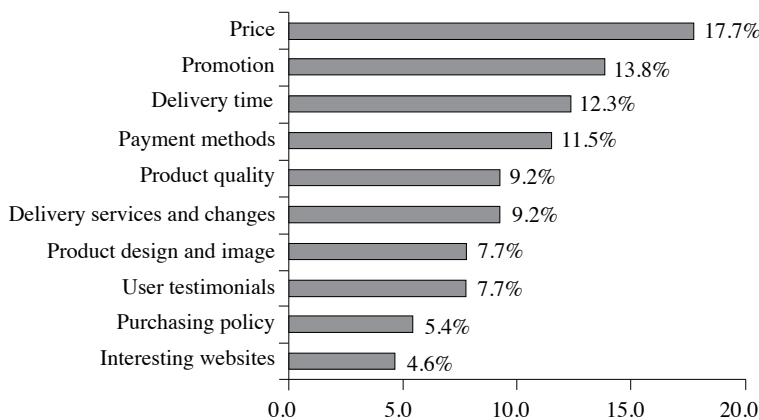 Price 17.7%
Promotion 13.8%
Delivery time 12.3%
Payment methods 11.5%
Product quality 9.2%
Delivery services and changes 9.2%
Product design and image 7.7%
User testimonials 7.7%
Purchasing policy 5.4%
Interesting websites 4.6%
0.0 5.0 10.0 15.0 20.0